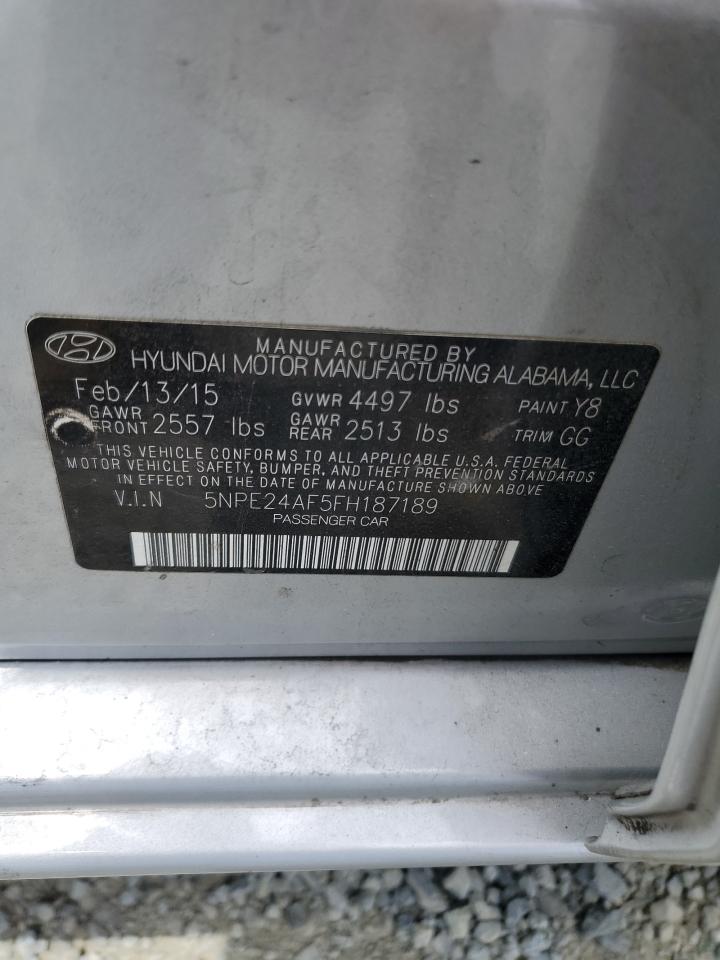 MANUFACTURED BY
HYUNDAI MOTOR MANUFACTURING ALABAMA, LLC
Feb/13/15 GVWR 4497 lbs PAINT Y8
GAWR FRONT 2557 lbs GAWR REAR 2513 lbs TRIM GG
THIS VEHICLE CONFORMS TO ALL APPLICABLE U.S.A. FEDERAL
MOTOR VEHICLE SAFETY, BUMPER, AND THEFT PREVENTION STANDARDS
IN EFFECT ON THE DATE OF MANUFACTURE SHOWN ABOVE
V.I.N 5NPE24AF5FH187189
PASSENGER CAR